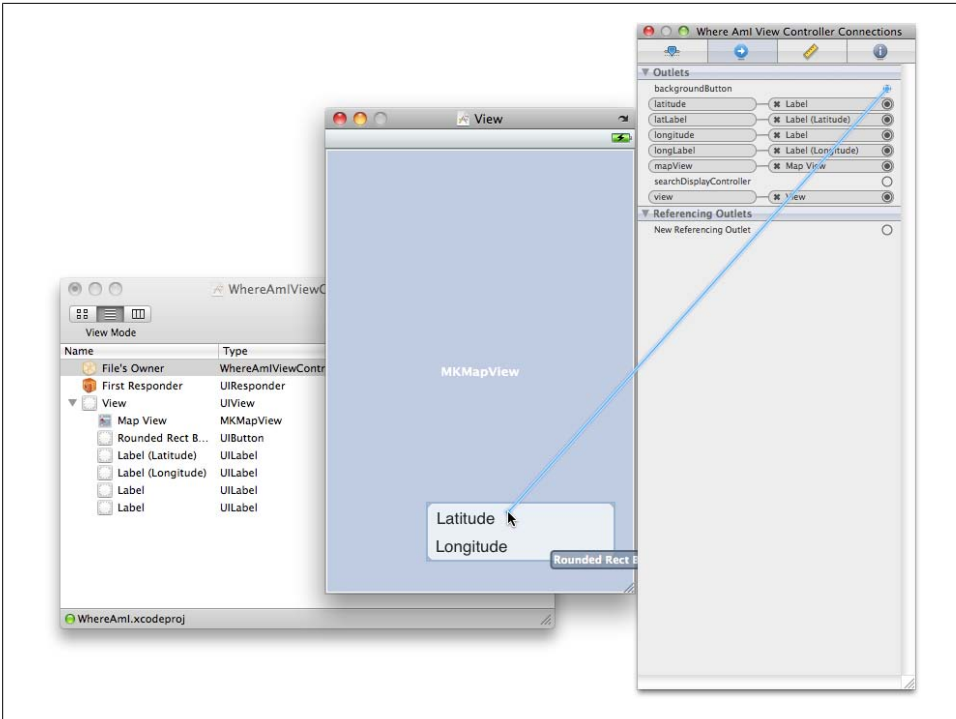 Where AmI View Controller Connections
Outlets
backgroundButton
latitude
Label
latLabel
Label (Latitude)
longitude
Label
longLabel
Label (Longitude)
mapView
Map View
searchDisplayController
view
View
Referencing Outlets
New Referencing Outlet
View
MKMapView
Latitude
Longitude
Rounded Rect B
WhereAmIViewC
View Mode
Name
Type
File's Owner
WhereAmIViewContr
First Responder
UIResponder
View
UIView
Map View
MKMapView
Rounded Rect B...
UIButton
Label (Latitude)
UILabel
Label (Longitude)
UILabel
Label
UILabel
Label
UILabel
WhereAmI.xcodeproj